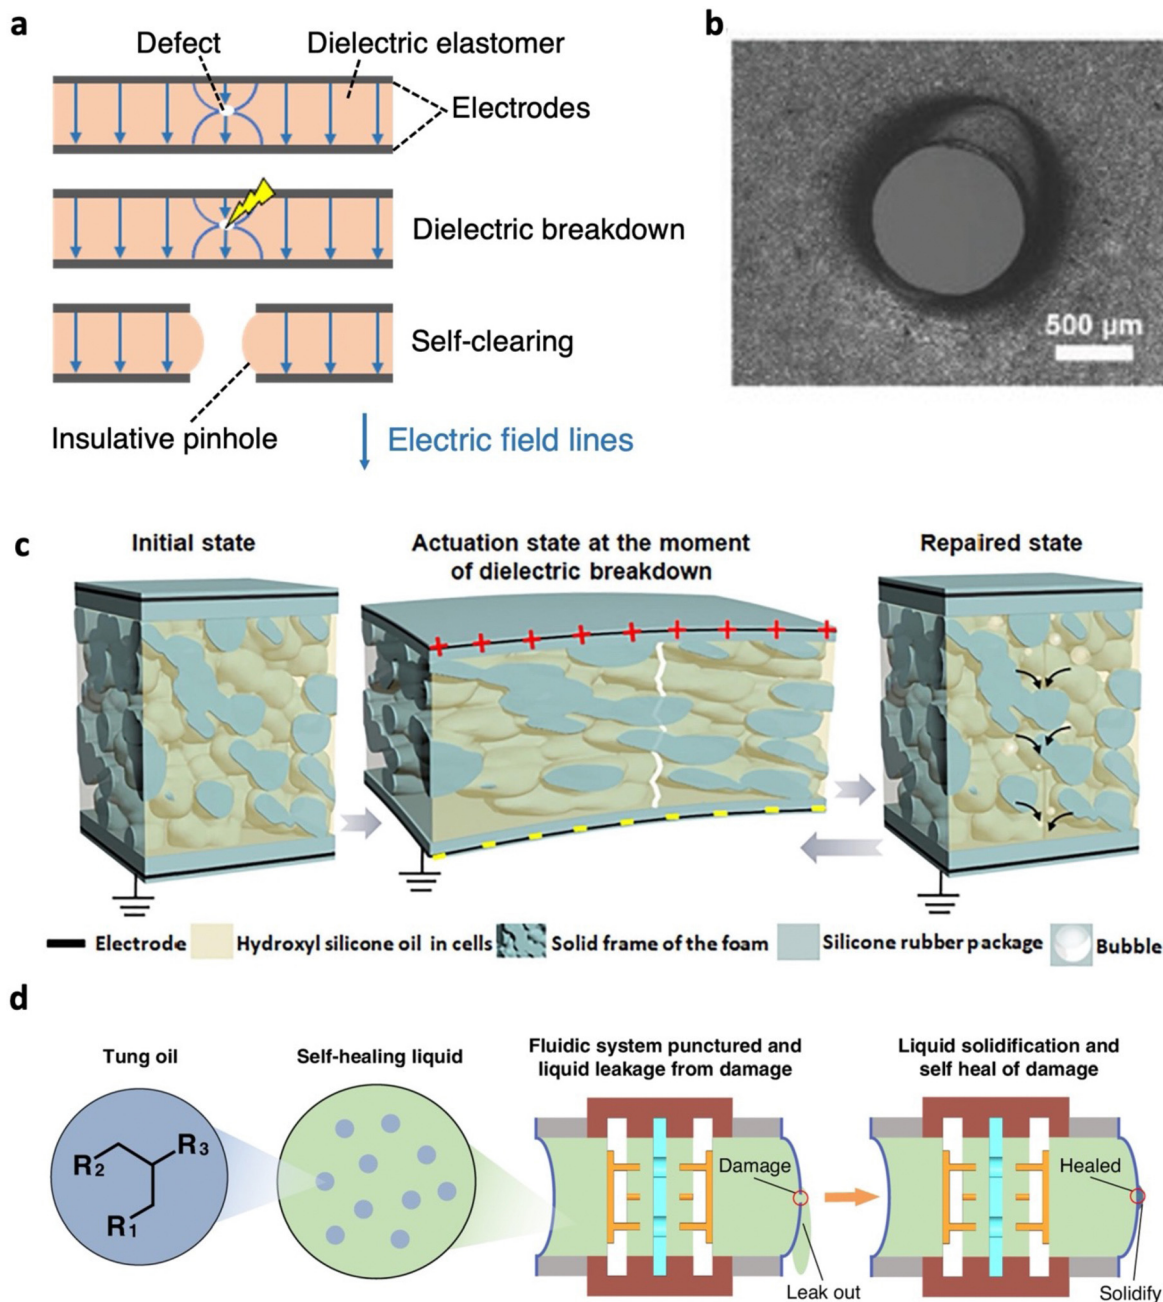 a
Defect
Dielectric elastomer
Electrodes
Dielectric breakdown
Self-clearing
Insulative pinhole
Electric field lines
b
500 μm
c
Initial state
Actuation state at the moment
of dielectric breakdown
Repaired state
Electrode
Hydroxyl silicone oil in cells
Solid frame of the foam
Silicone rubber package
Bubble
d
Tung oil
R2
R3
R1
Self-healing liquid
Fluidic system punctured and
liquid leakage from damage
Damage
Leak out
Liquid solidification and
self heal of damage
Healed
Solidify